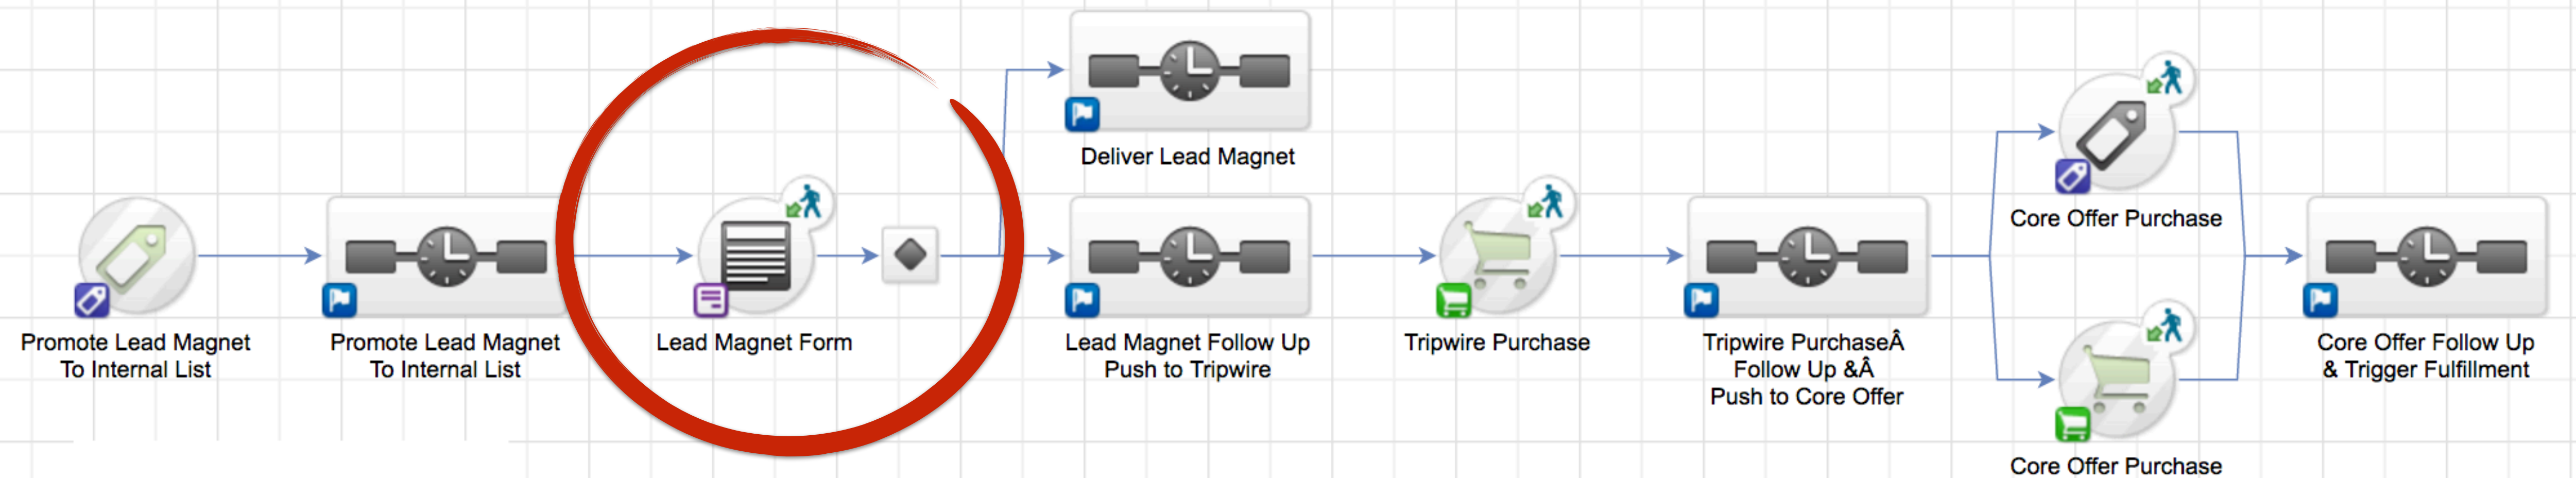 Promote Lead Magnet
To Internal List
Promote Lead Magnet
To Internal List
Lead Magnet Form
Deliver Lead Magnet
Lead Magnet Follow Up
Push to Tripwire
Tripwire Purchase
Tripwire PurchaseÂ
Follow Up &Â
Push to Core Offer
Core Offer Purchase
Core Offer Purchase
Core Offer Follow Up
& Trigger Fulfillment